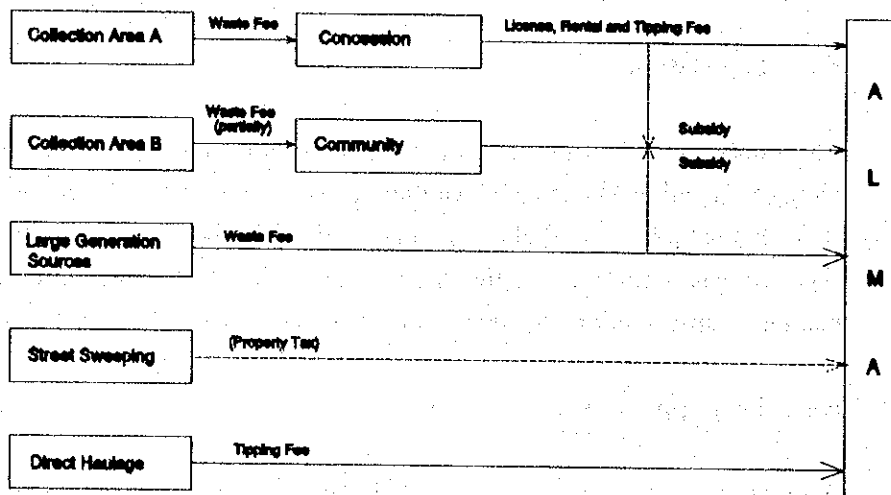 Collection Area A
Waste Fee
Concession
License, Rental and Tipping Fee
Collection Area B
Waste Fee
(partially)
Community
Subsidy
Subsidy
Large Generation
Sources
Waste Fee
Street Sweeping
(Property Tax)
Direct Haulage
Tipping Fee
A
L
M
A